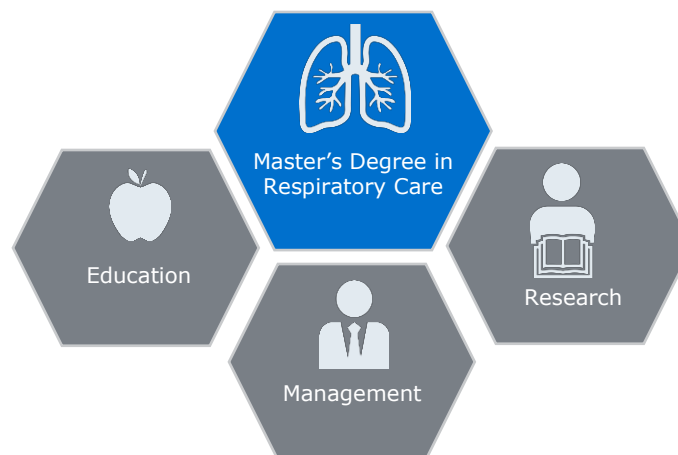 Master’s Degree in
Respiratory Care
Education
Research
Management